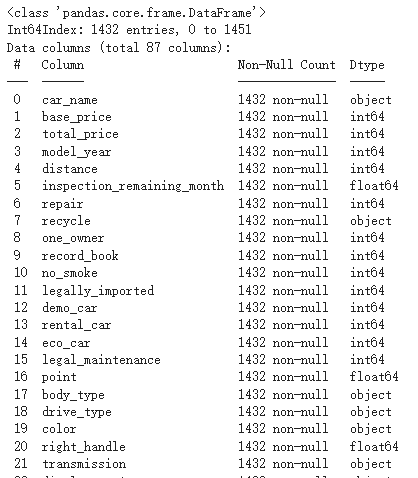 <class 'pandas.core.frame.DataFrame'>
Int64Index: 1432 entries, 0 to 1451
Data columns (total 87 columns):
 #   Column                      Non-Null Count  Dtype
---  ------                      --------------  -----
 0   car_name                    1432 non-null   object
 1   base_price                  1432 non-null   int64
 2   total_price                 1432 non-null   int64
 3   model_year                  1432 non-null   int64
 4   distance                    1432 non-null   int64
 5   inspection_remaining_month  1432 non-null   float64
 6   repair                      1432 non-null   int64
 7   recycle                     1432 non-null   object
 8   one_owner                   1432 non-null   int64
 9   record_book                 1432 non-null   int64
 10  no_smoke                    1432 non-null   int64
 11  legally_imported            1432 non-null   int64
 12  demo_car                    1432 non-null   int64
 13  rental_car                  1432 non-null   int64
 14  eco_car                     1432 non-null   int64
 15  legal_maintenance           1432 non-null   int64
 16  point                       1432 non-null   float64
 17  body_type                   1432 non-null   object
 18  drive_type                  1432 non-null   object
 19  color                       1432 non-null   object
 20  right_handle                1432 non-null   float64
 21  transmission                1432 non-null   object